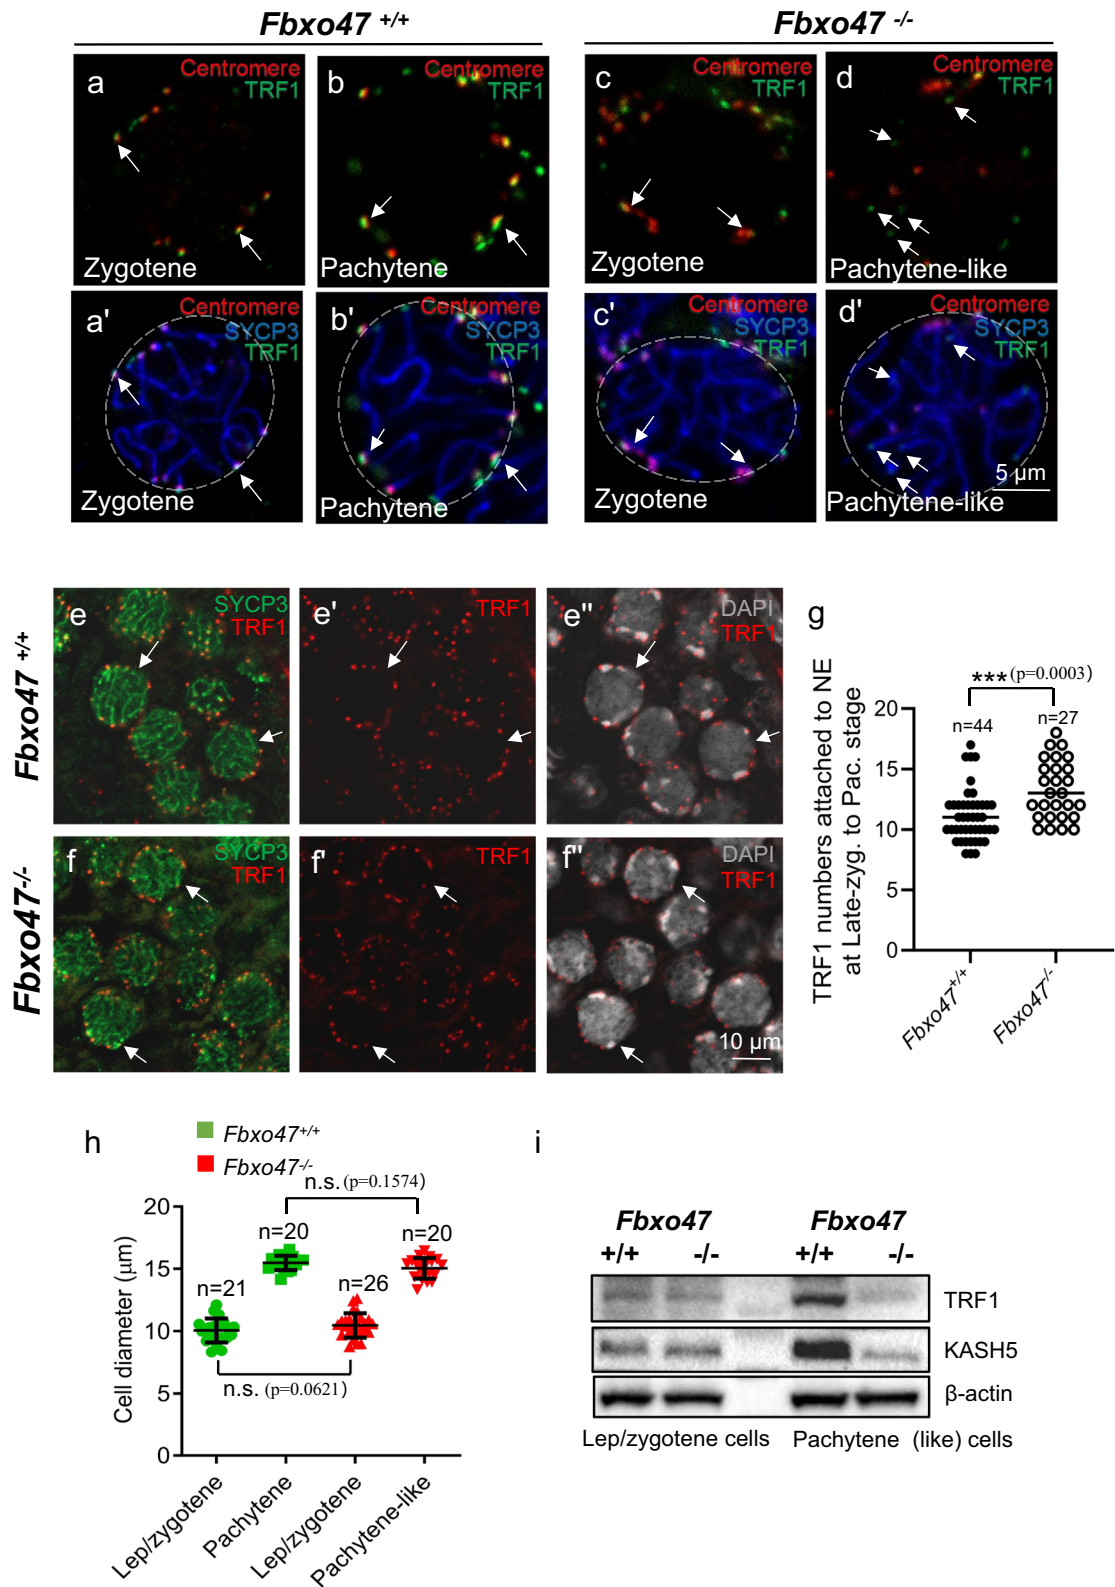 Fbxo47 +/+
Fbxo47 -/-
a
Centromere
TRF1
Zygotene
b
Centromere
TRF1
Pachytene
c
Centromere
TRF1
Zygotene
d
Centromere
TRF1
Pachytene-like
a'
Centromere
SYCP3
TRF1
Zygotene
b'
Centromere
SYCP3
TRF1
Pachytene
c'
Centromere
SYCP3
TRF1
Zygotene
d'
Centromere
SYCP3
TRF1
5 µm
Pachytene-like
Fbxo47 +/+
e
SYCP3
TRF1
e'
TRF1
e''
DAPI
TRF1
Fbxo47-/-
f
SYCP3
TRF1
f'
TRF1
f''
DAPI
TRF1
10 µm
g
TRF1 numbers attached to NE
at Late-zyg. to Pac. stage
***(p=0.0003)
n=44
n=27
20
15
10
5
0
Fbxo47+/+
Fbxo47-/-
h
Fbxo47+/+
Fbxo47-/-
n.s. (p=0.1574)
Cell diameter (µm)
20
15
10
5
0
n=21
n=20
n=26
n=20
n.s. (p=0.0621)
Lep/zygotene
Pachytene
Lep/zygotene
Pachytene-like
i
Fbxo47
Fbxo47
+/+ -/- +/+ -/-
TRF1
KASH5
β-actin
Lep/zygotene cells
Pachytene (like) cells